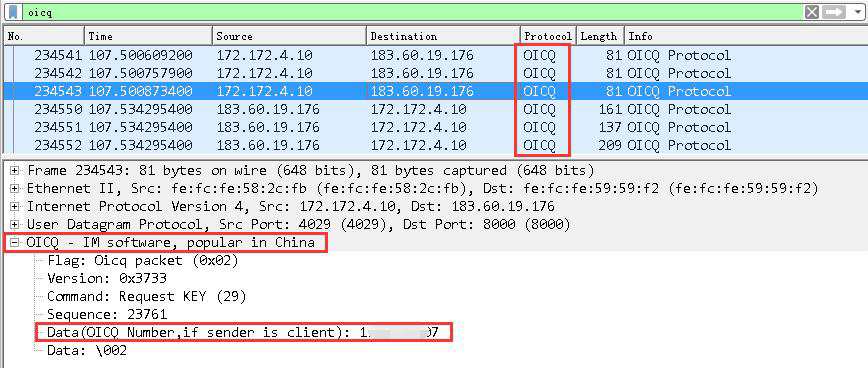 oicq
No. Time Source Destination Protocol Length Info
234541 107.500609200 172.172.4.10 183.60.19.176 OICQ 81 OICQ Protocol
234542 107.500757900 172.172.4.10 183.60.19.176 OICQ 81 OICQ Protocol
234543 107.500873400 172.172.4.10 183.60.19.176 OICQ 81 OICQ Protocol
234550 107.534295400 183.60.19.176 172.172.4.10 OICQ 161 OICQ Protocol
234551 107.534295400 183.60.19.176 172.172.4.10 OICQ 137 OICQ Protocol
234552 107.534295400 183.60.19.176 172.172.4.10 OICQ 209 OICQ Protocol
Frame 234543: 81 bytes on wire (648 bits), 81 bytes captured (648 bits)
Ethernet II, Src: fe:fc:fe:58:2c:fb (fe:fc:fe:58:2c:fb), Dst: fe:fc:fe:59:59:f2 (fe:fc:fe:59:59:f2)
Internet Protocol Version 4, Src: 172.172.4.10, Dst: 183.60.19.176
User Datagram Protocol, Src Port: 4029 (4029), Dst Port: 8000 (8000)
OICQ - IM software, popular in China
Flag: Oicq packet (0x02)
Version: 0x3733
Command: Request KEY (29)
Sequence: 23761
Data(OICQ Number,if sender is client):
Data: \002